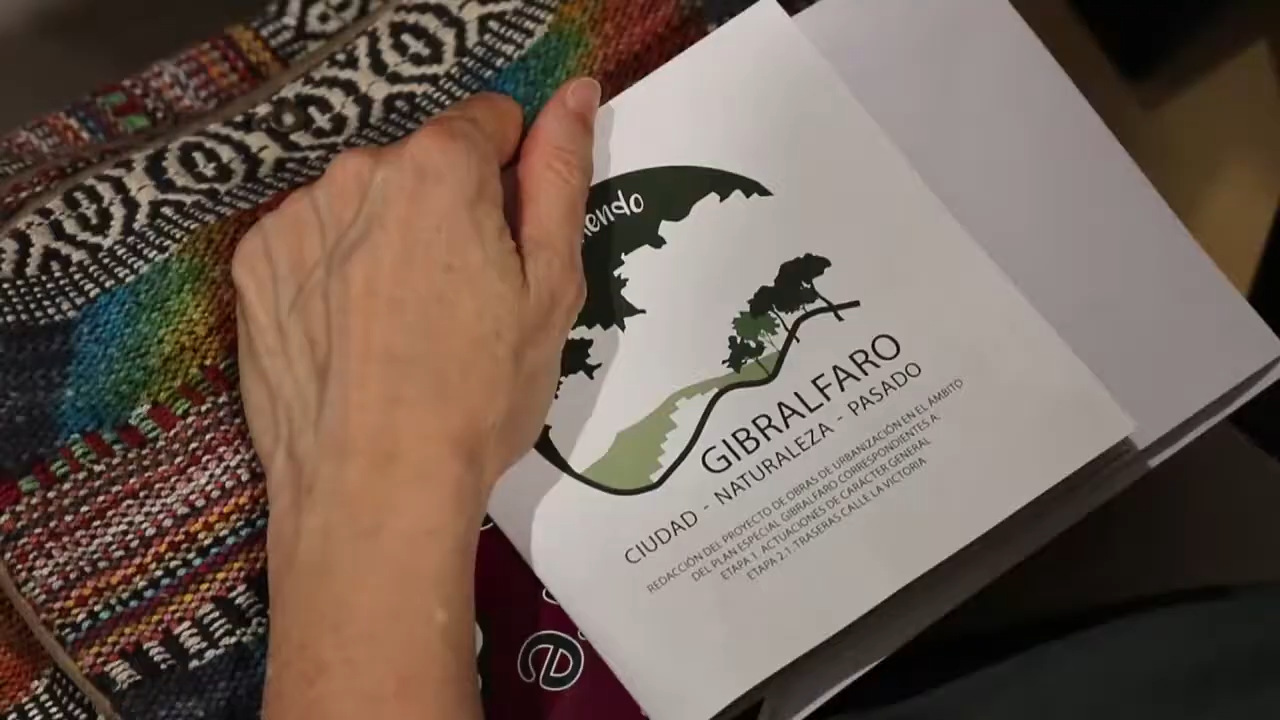 GIBRALFARO
CIUDAD - NATURALEZA - PASADO
REDACCIÓN DEL PROYECTO DE OBRAS DE URBANIZACIÓN EN EL ÁMBITO
DEL PLAN ESPECIAL GIBRALFARO CORRESPONDIENTES A:
ETAPA 1. ACTUACIONES DE CARÁCTER GENERAL
ETAPA 2.1: TRASERAS CALLE LA VICTORIA
e